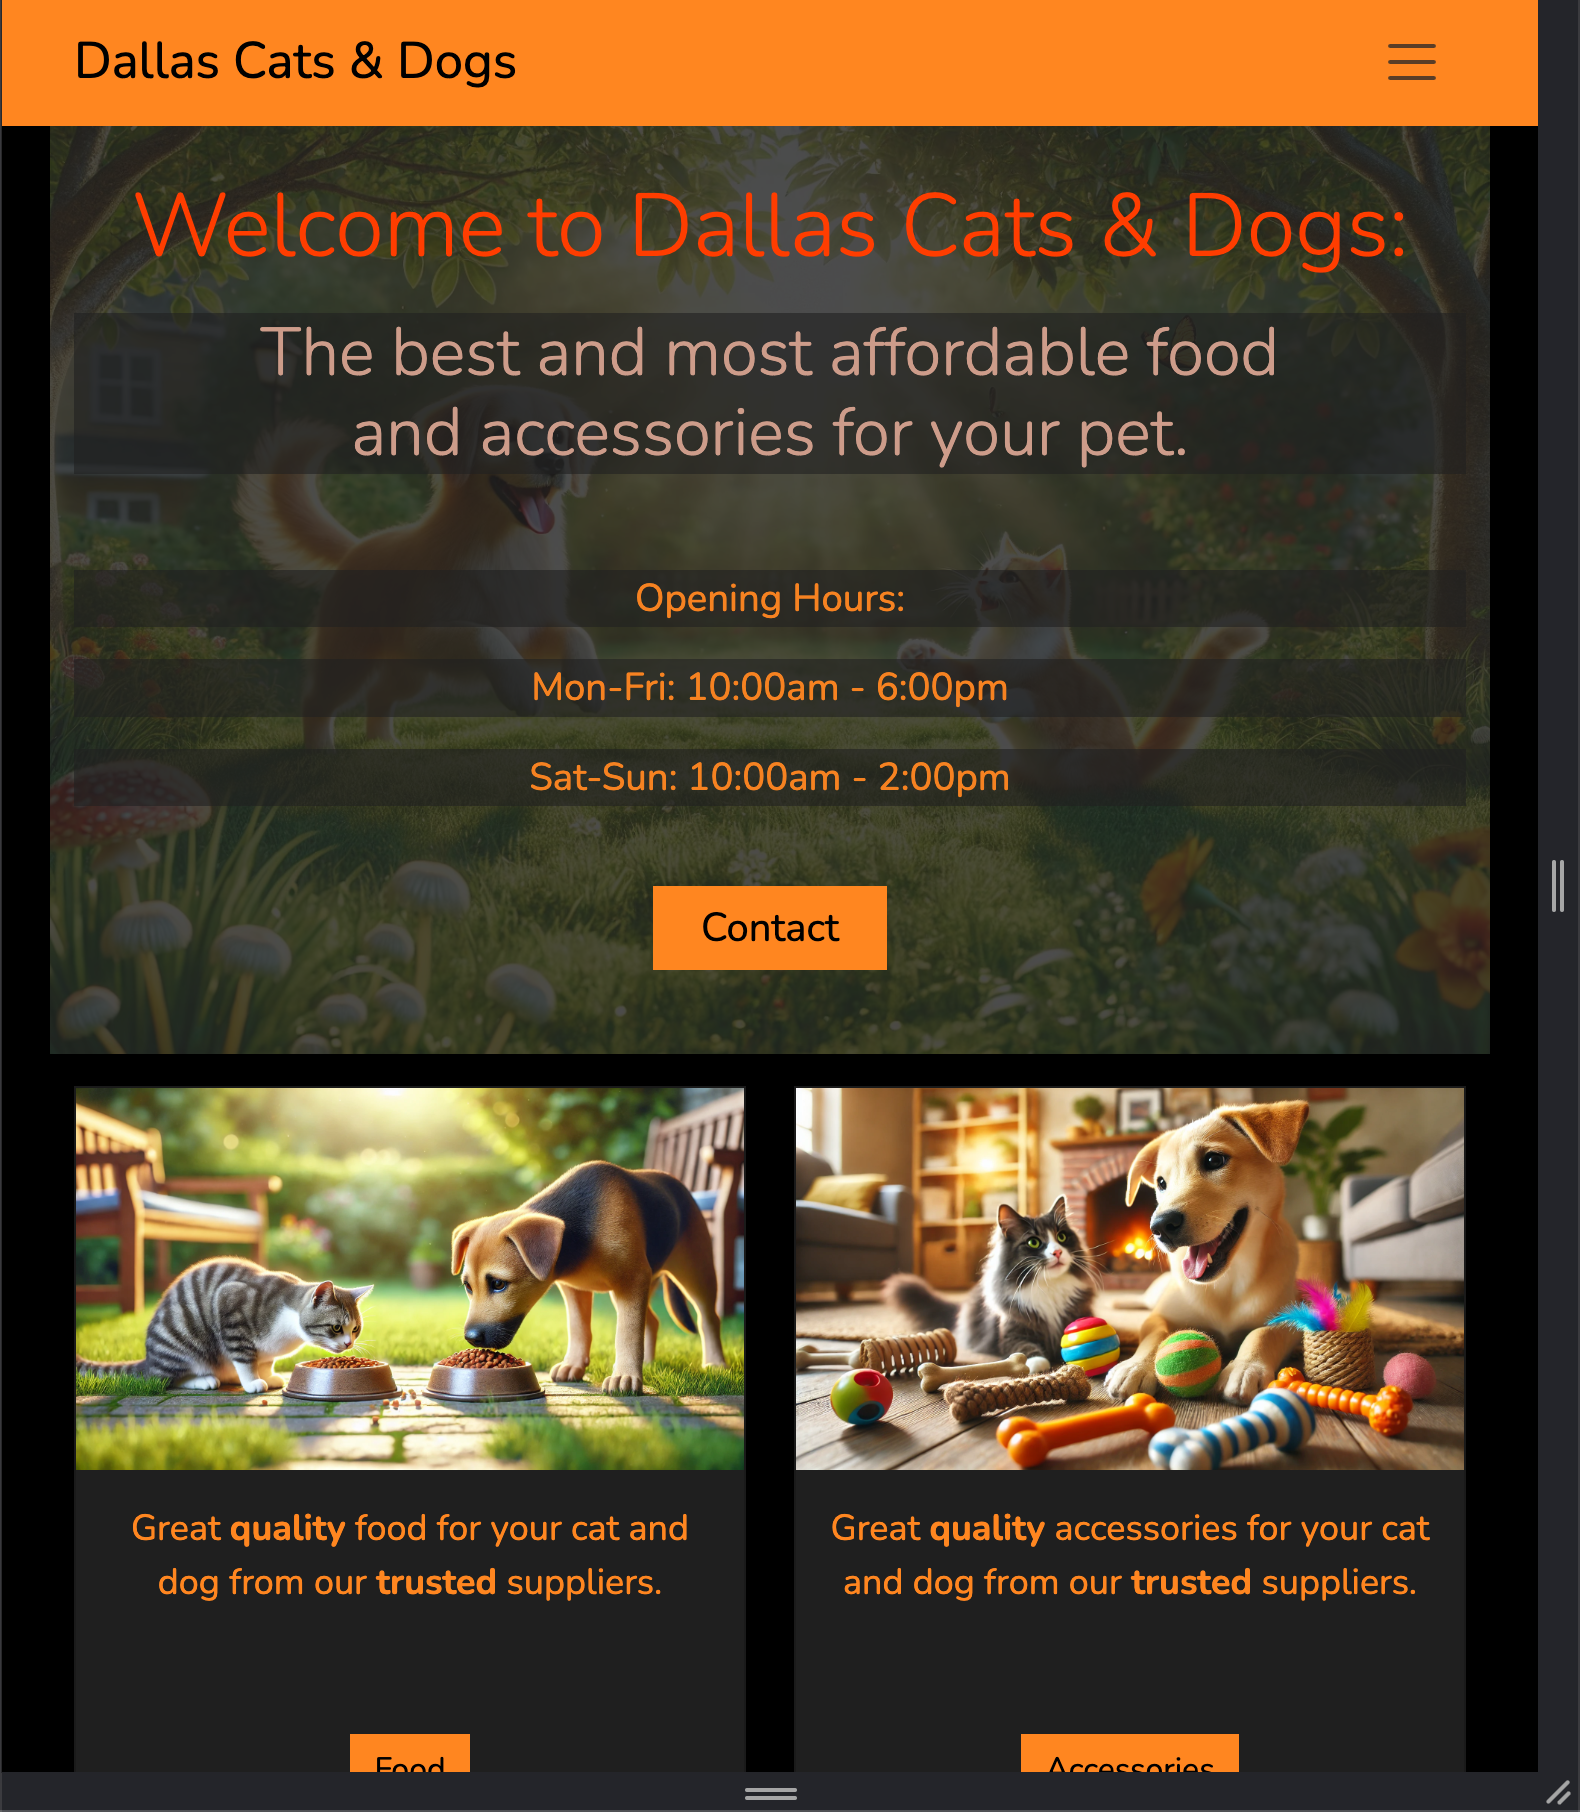 Dallas Cats & Dogs
Welcome to Dallas Cats & Dogs:
The best and most affordable food
and accessories for your pet.
Opening Hours:
Mon-Fri: 10:00am - 6:00pm
Sat-Sun: 10:00am - 2:00pm
Contact
Great quality food for your cat and
dog from our trusted suppliers.
Great quality accessories for your cat
and dog from our trusted suppliers.
Food
Accessories